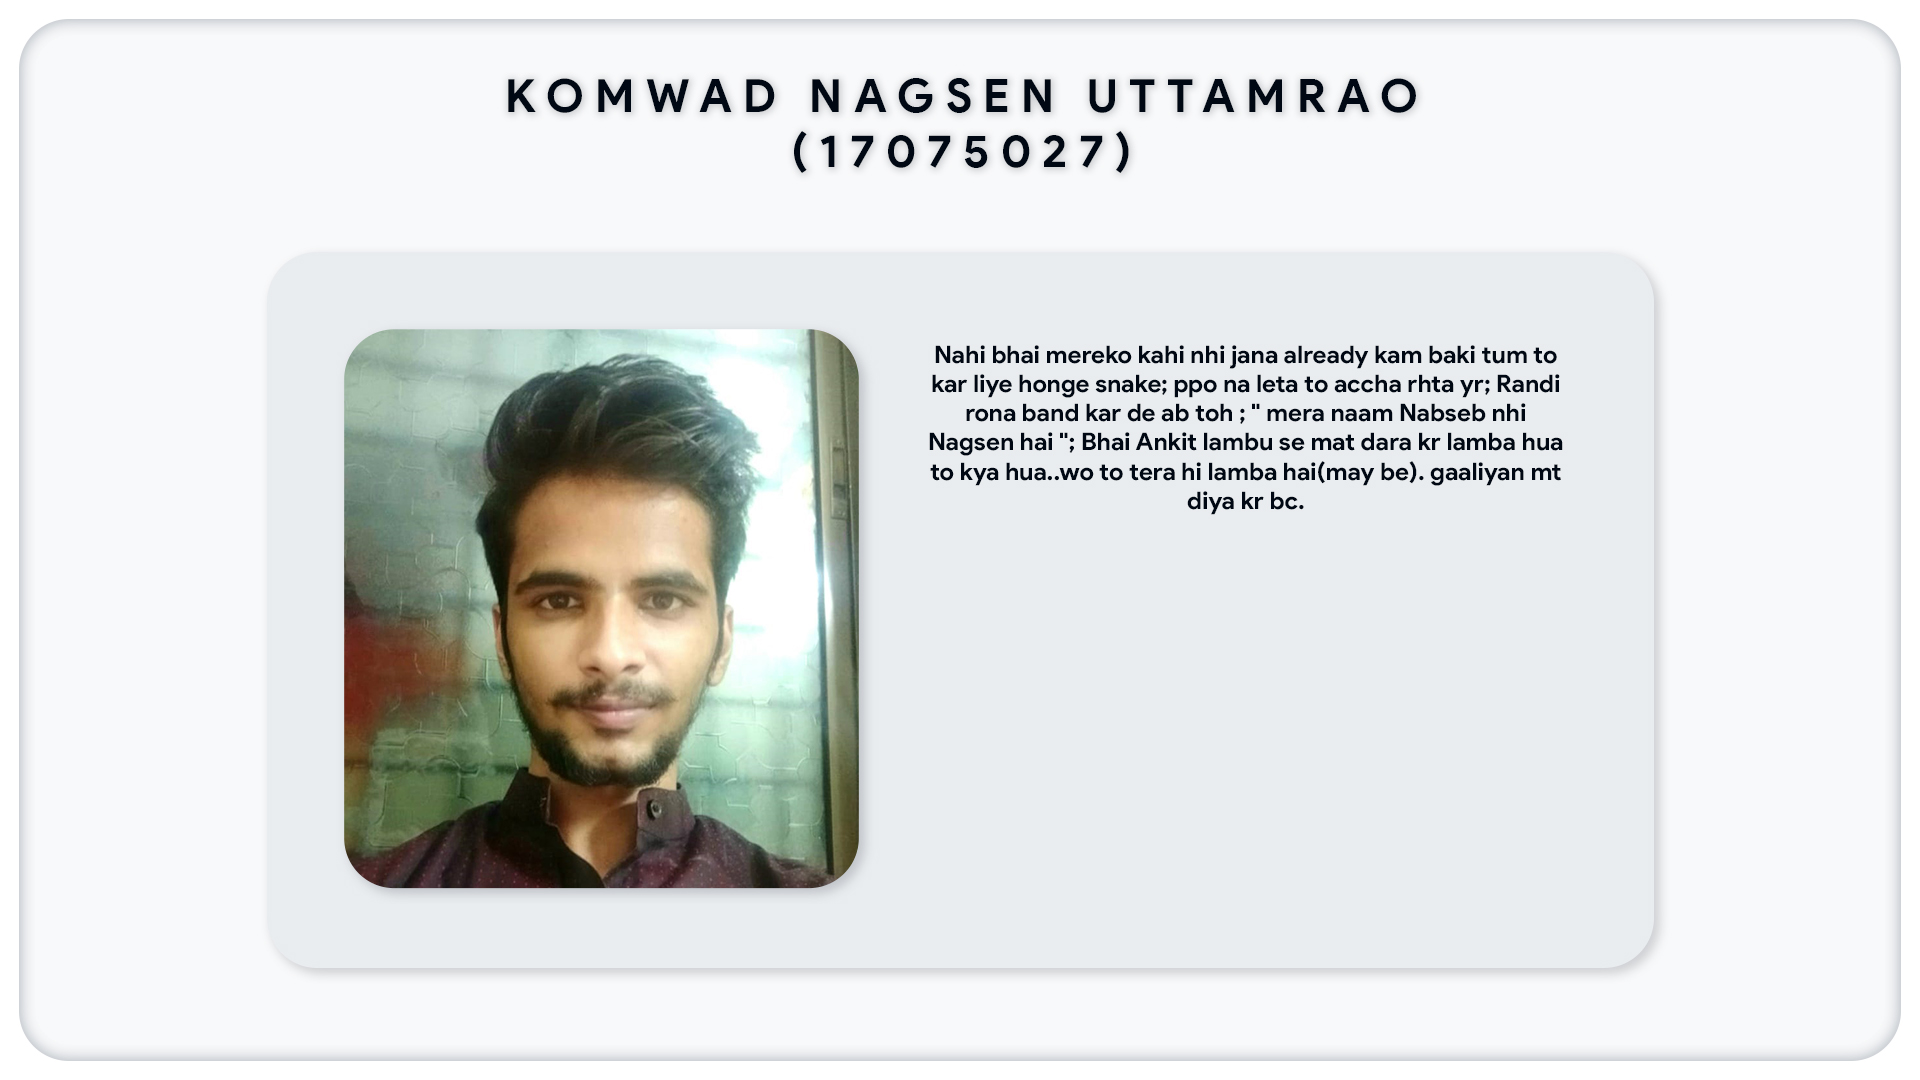 KOMWAD NAGSEN UTTAMRAO
(17075027)
Nahi bhai mereko kahi nhi jana already kam baki tum to
kar liye honge snake; ppo na leta to accha rhta yr; Randi
rona band kar de ab toh ; " mera naam Nabseb nhi
Nagsen hai "; Bhai Ankit lambu se mat dara kr lamba hua
to kya hua..wo to tera hi lamba hai(may be). gaaliyan mt
diya kr bc.